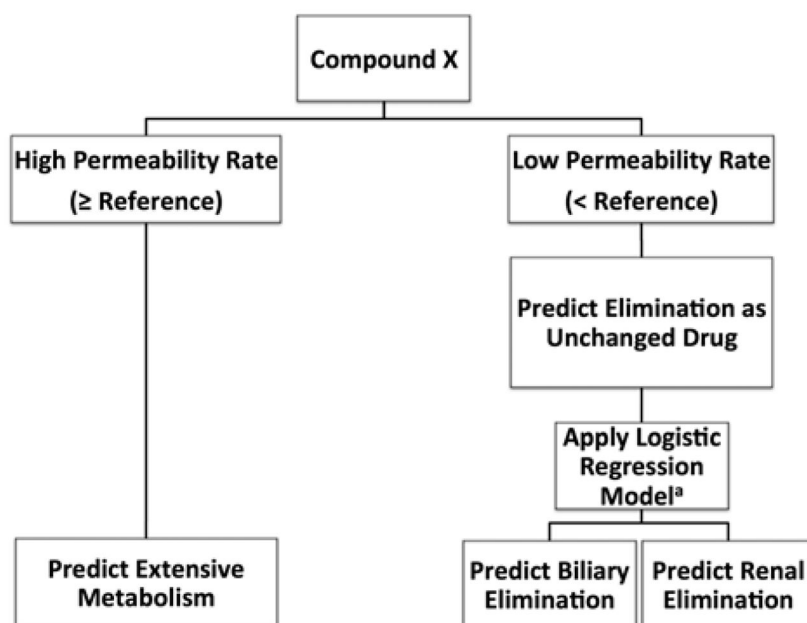 Compound X
High Permeability Rate
(≥ Reference)
Low Permeability Rate
(< Reference)
Predict Elimination as
Unchanged Drug
Apply Logistic
Regression
Modelᵃ
Predict Extensive
Metabolism
Predict Biliary
Elimination
Predict Renal
Elimination